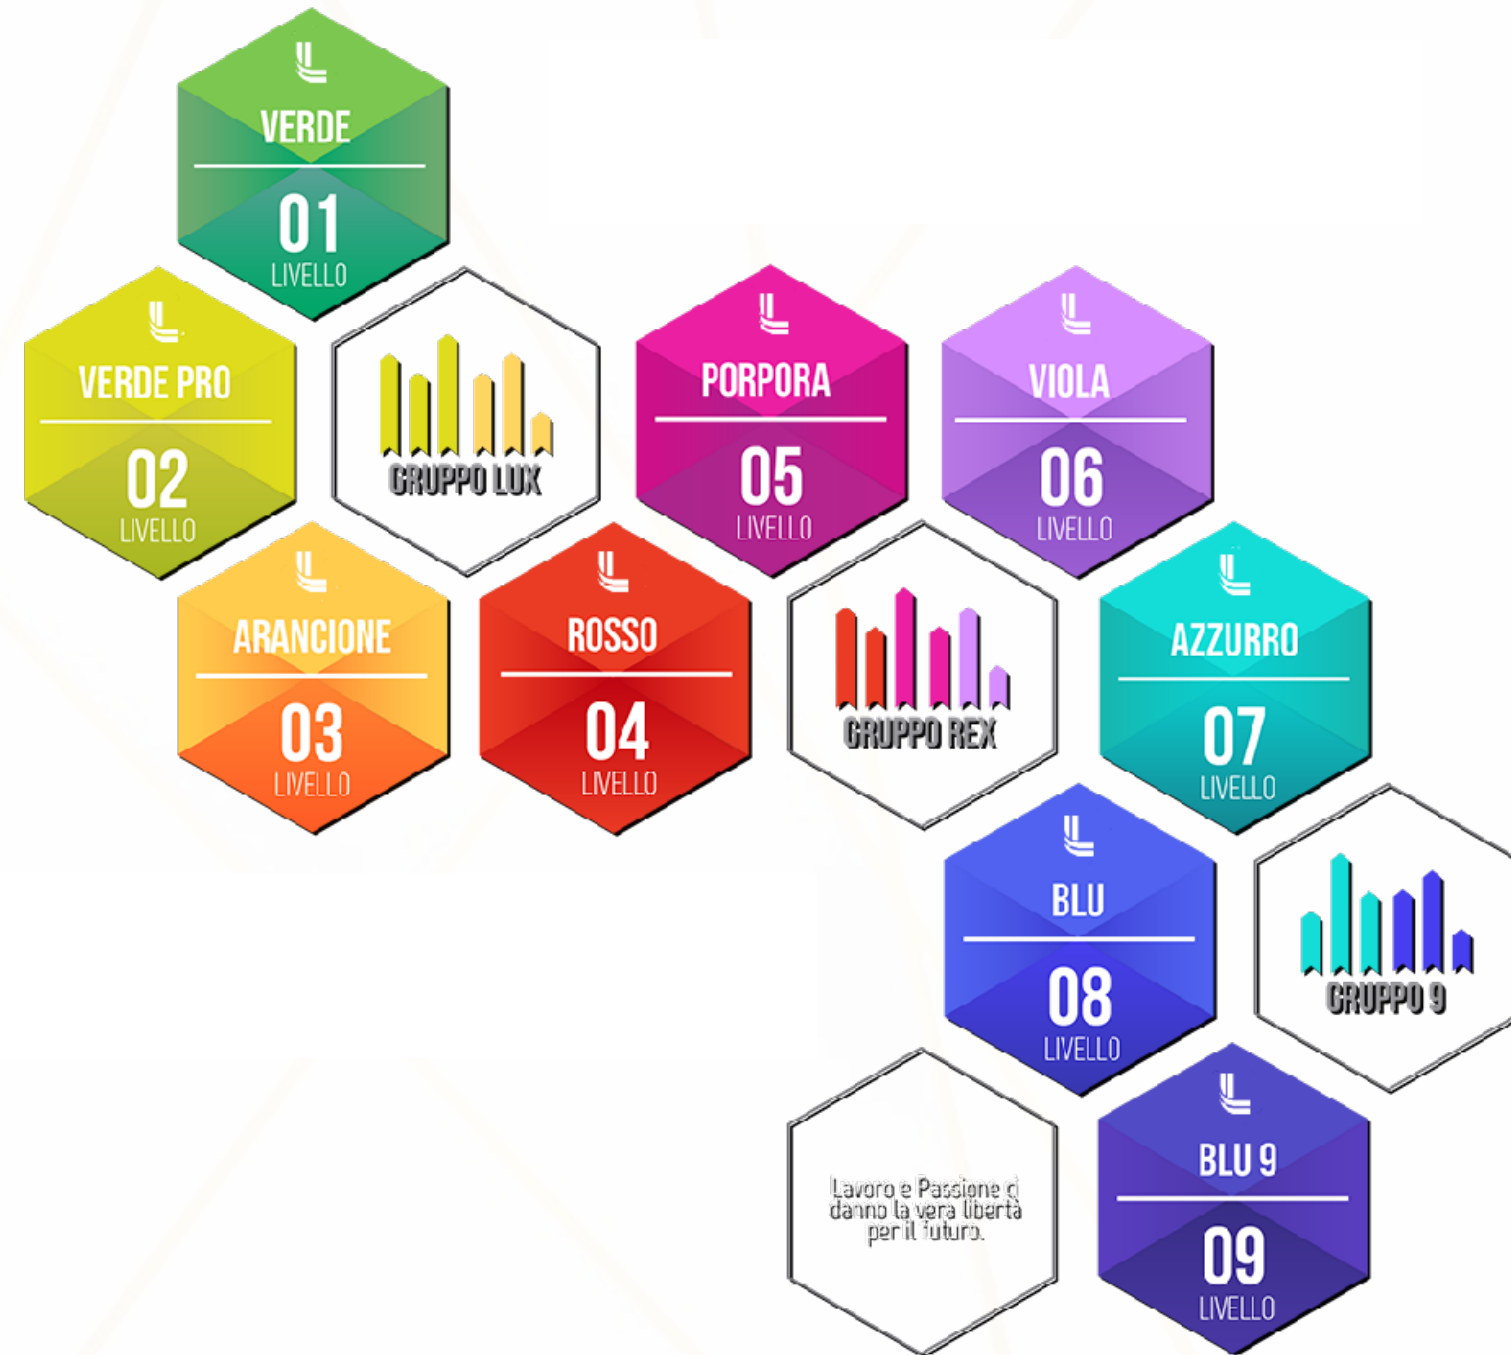 VERDE
01
LIVELLO
VERDE PRO
02
LIVELLO
GRUPPO LUX
PORPORA
05
LIVELLO
VIOLA
06
LIVELLO
ARANCIONE
03
LIVELLO
ROSSO
04
LIVELLO
GRUPPO REX
AZZURRO
07
LIVELLO
BLU
08
LIVELLO
GRUPPO 9
Lavoro e Passione ci
danno la vera libertà
per il futuro.
BLU 9
09
LIVELLO